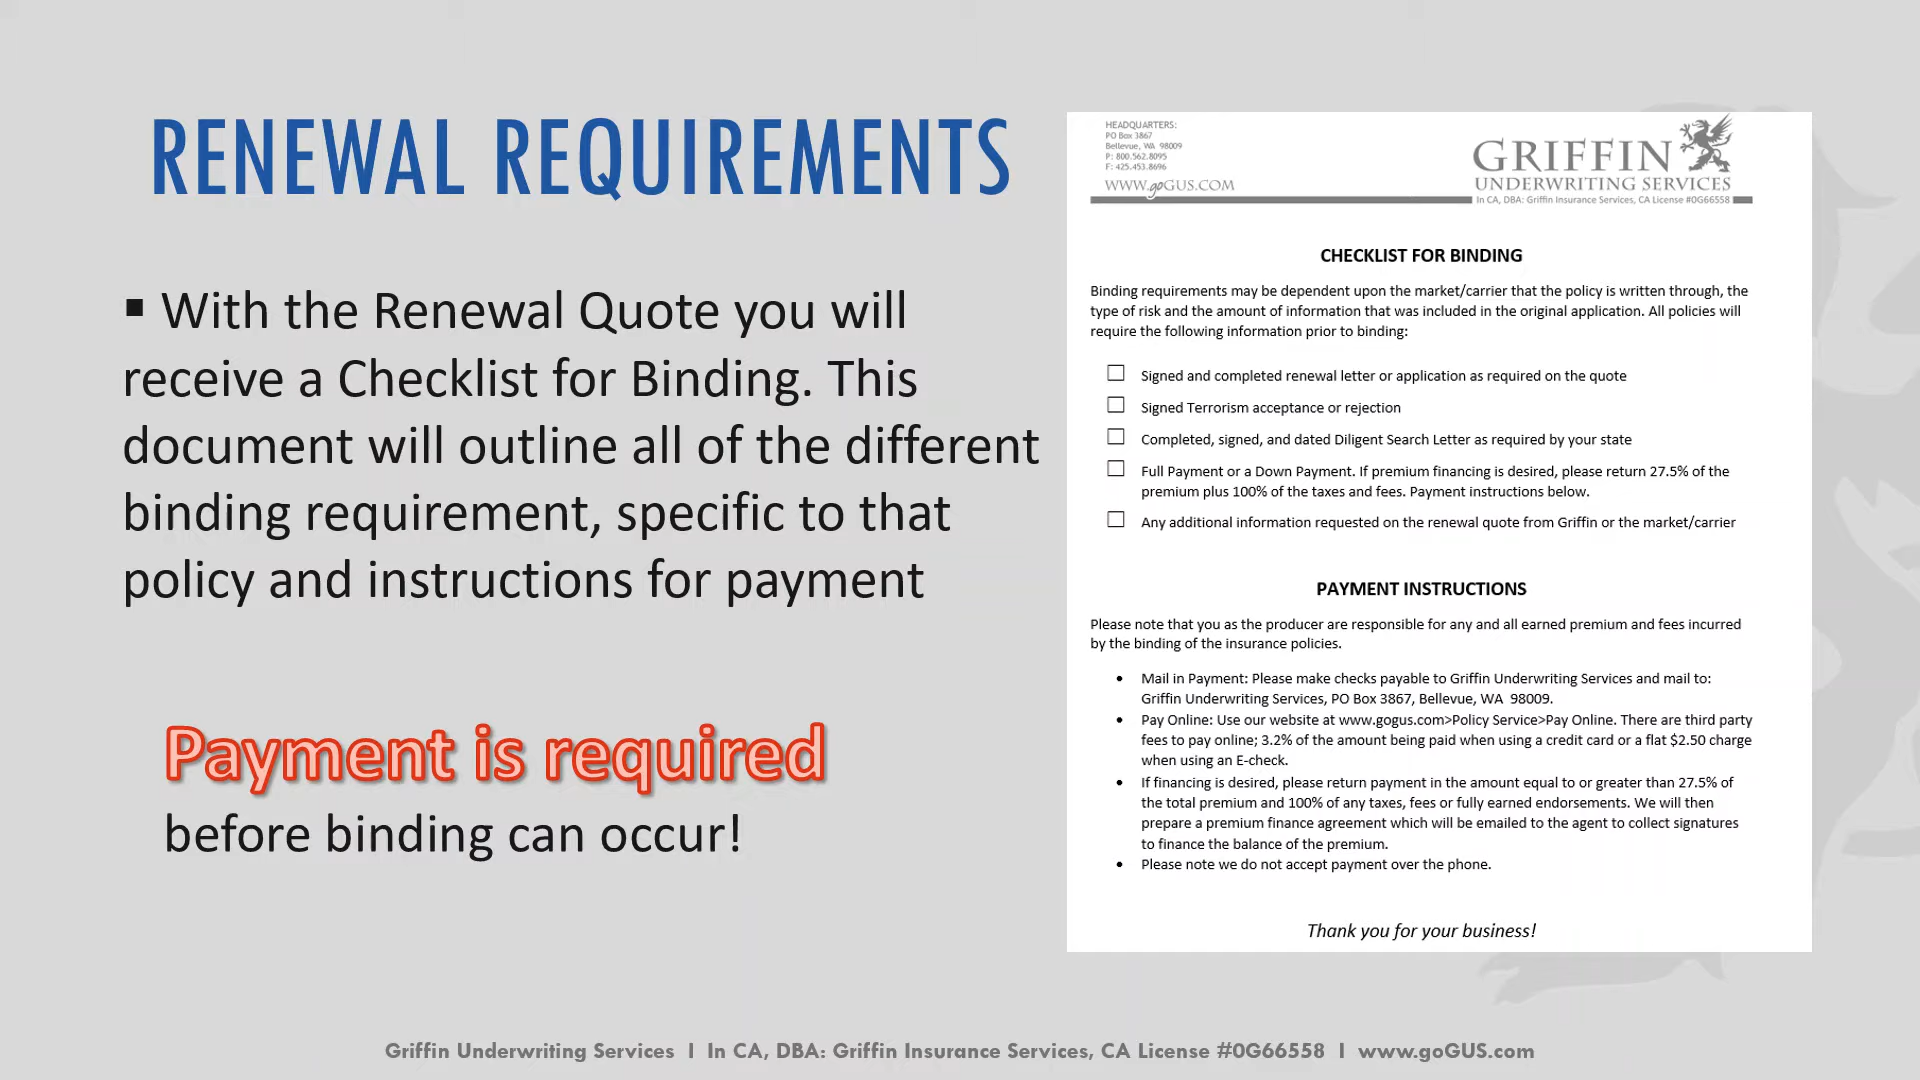 RENEWAL REQUIREMENTS
▪ With the Renewal Quote you will
receive a Checklist for Binding. This
document will outline all of the different
binding requirement, specific to that
policy and instructions for payment
Payment is required
before binding can occur!
HEADQUARTERS:
PO Box 3867
Bellevue, WA 98009
P: 800.562.8095
F: 425.453.8696
WWW.goGUS.COM
GRIFFIN
UNDERWRITING SERVICES
In CA, DBA: Griffin Insurance Services, CA License #0G66558
CHECKLIST FOR BINDING
Binding requirements may be dependent upon the market/carrier that the policy is written through, the
type of risk and the amount of information that was included in the original application. All policies will
require the following information prior to binding:
☐ Signed and completed renewal letter or application as required on the quote
☐ Signed Terrorism acceptance or rejection
☐ Completed, signed, and dated Diligent Search Letter as required by your state
☐ Full Payment or a Down Payment. If premium financing is desired, please return 27.5% of the
premium plus 100% of the taxes and fees. Payment instructions below.
☐ Any additional information requested on the renewal quote from Griffin or the market/carrier
PAYMENT INSTRUCTIONS
Please note that you as the producer are responsible for any and all earned premium and fees incurred
by the binding of the insurance policies.
• Mail in Payment: Please make checks payable to Griffin Underwriting Services and mail to:
Griffin Underwriting Services, PO Box 3867, Bellevue, WA 98009.
• Pay Online: Use our website at www.gogus.com>Policy Service>Pay Online. There are third party
fees to pay online; 3.2% of the amount being paid when using a credit card or a flat $2.50 charge
when using an E-check.
• If financing is desired, please return payment in the amount equal to or greater than 27.5% of
the total premium and 100% of any taxes, fees or fully earned endorsements. We will then
prepare a premium finance agreement which will be emailed to the agent to collect signatures
to finance the balance of the premium.
• Please note we do not accept payment over the phone.
Thank you for your business!
Griffin Underwriting Services | In CA, DBA: Griffin Insurance Services, CA License #0G66558 | www.goGUS.com